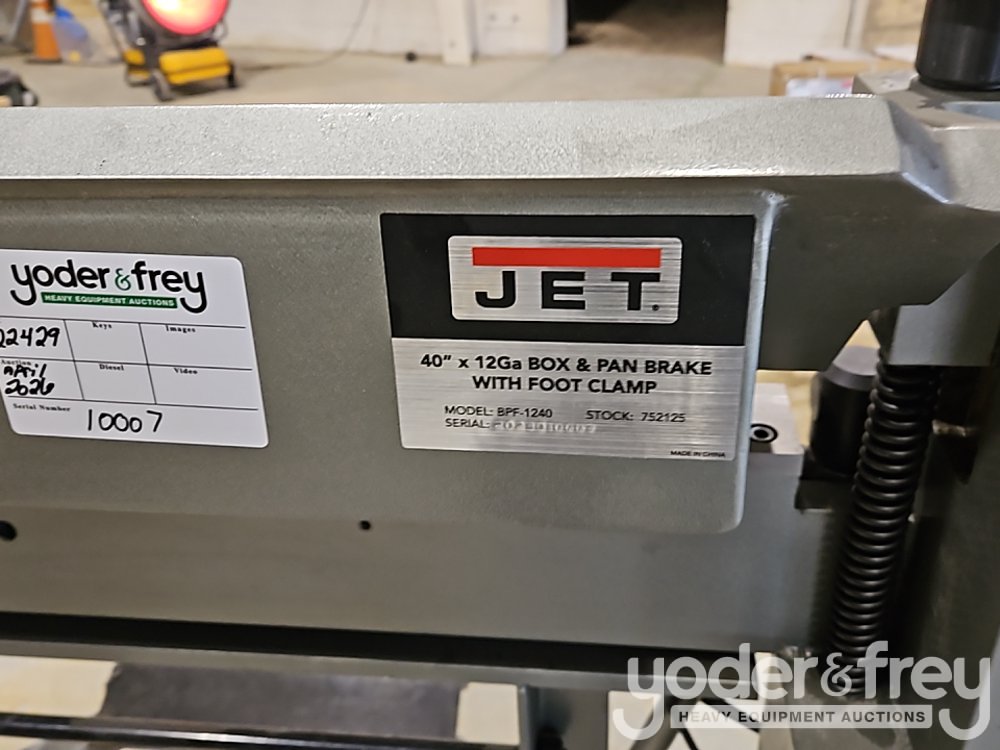 yoder & frey
HEAVY EQUIPMENT AUCTIONS
Keys
Images
22429
Auction
APril
2026
Diesel
Video
Serial Number
10007
JET®
40" x 12Ga BOX & PAN BRAKE
WITH FOOT CLAMP
MODEL: BPF-1240 STOCK: 752125
SERIAL:
MADE IN CHINA
yoder & frey
HEAVY EQUIPMENT AUCTIONS